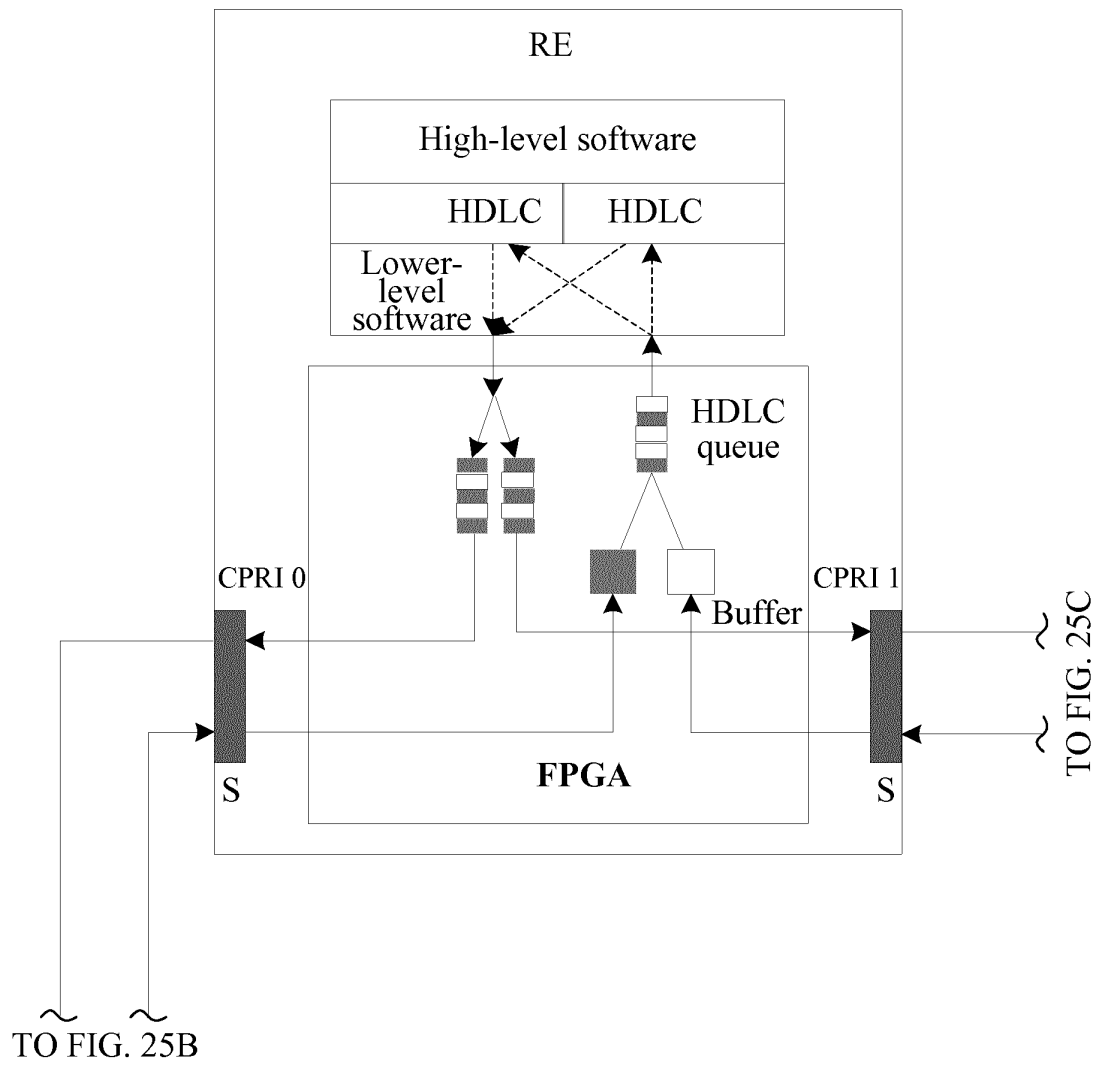 RE
High-level software
HDLC
HDLC
Lower-
level
software
HDLC
queue
CPRI 0
CPRI 1
Buffer
S
FPGA
S
TO FIG. 25C
TO FIG. 25B